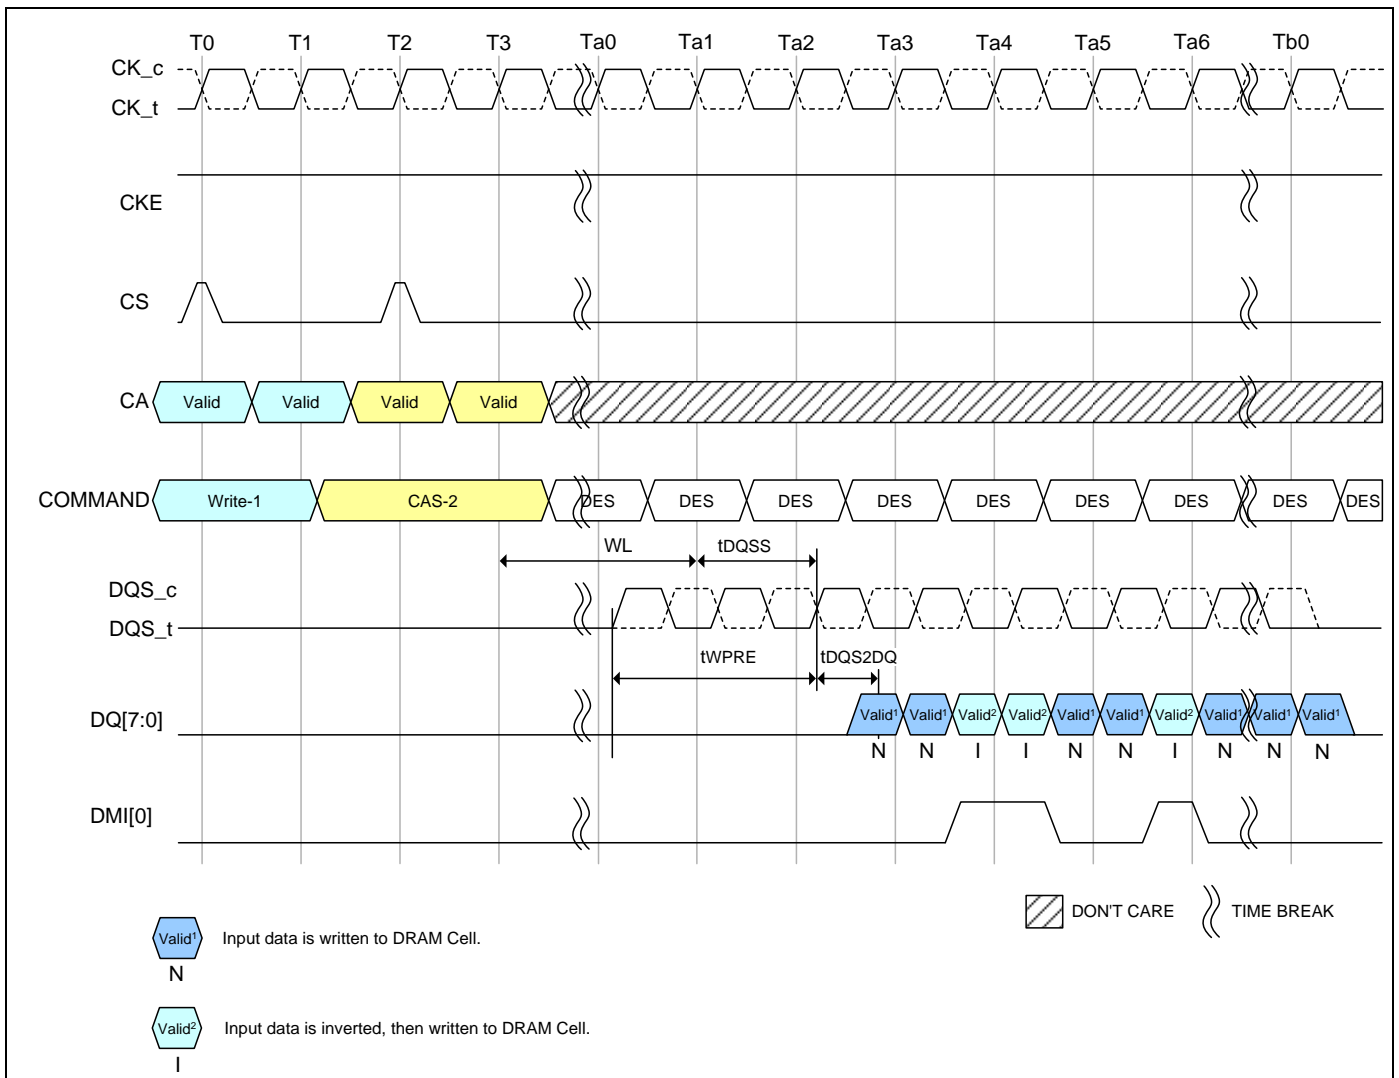 T0 T1 T2 T3 Ta0 Ta1 Ta2 Ta3 Ta4 Ta5 Ta6 Tb0
CK_c
CK_t
CKE
CS
CA Valid Valid Valid Valid
COMMAND Write-1 CAS-2 DES DES DES DES DES DES DES DES DES
WL tDQSS
DQS_c
DQS_t
tWPRE tDQS2DQ
DQ[7:0] Valid¹ Valid¹ Valid² Valid² Valid¹ Valid¹ Valid² Valid¹ Valid¹ Valid¹
N N I I N N I N N N
DMI[0]
DON'T CARE TIME BREAK
Valid¹ Input data is written to DRAM Cell.
N
Valid² Input data is inverted, then written to DRAM Cell.
I